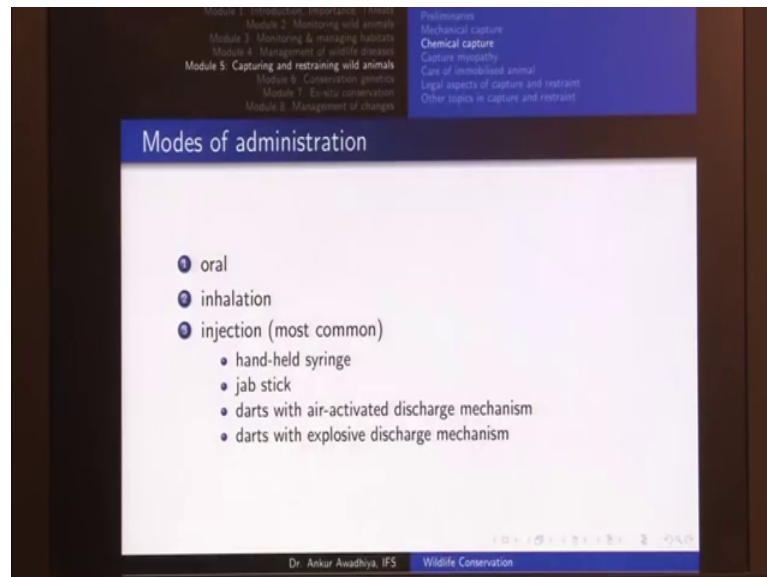 Module 1: Introduction, Importance, Threats
Module 2: Monitoring wild animals
Module 3: Monitoring & managing habitats
Module 4: Management of wildlife diseases
Module 5: Capturing and restraining wild animals
Module 6: Conservation genetics
Module 7: Ex-situ conservation
Module 8: Management of changes
Preliminaries
Mechanical capture
Chemical capture
Capture myopathy
Care of immobilised animal
Legal aspects of capture and restraint
Other topics in capture and restraint
Modes of administration
1 oral
2 inhalation
3 injection (most common)
• hand-held syringe
• jab stick
• darts with air-activated discharge mechanism
• darts with explosive discharge mechanism
Dr. Ankur Awadhiya, IFS Wildlife Conservation